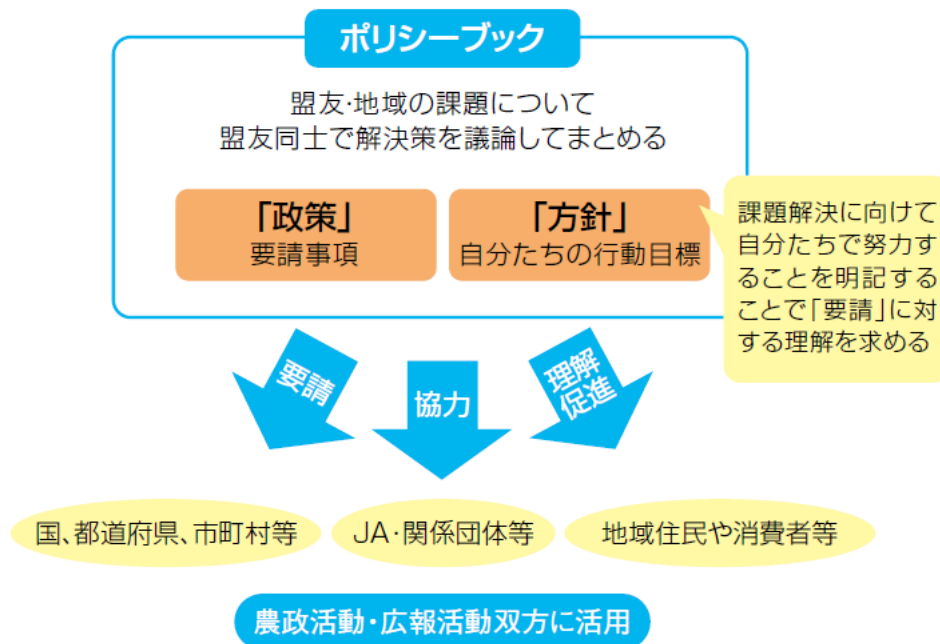 ポリシーブック
盟友・地域の課題について
盟友同士で解決策を議論してまとめる
「政策」
要請事項
「方針」
自分たちの行動目標
課題解決に向けて
自分たちで努力す
ることを明記する
ことで「要請」に対
する理解を求める
要請
協力
理解
促進
国、都道府県、市町村等
JA・関係団体等
地域住民や消費者等
農政活動・広報活動双方に活用